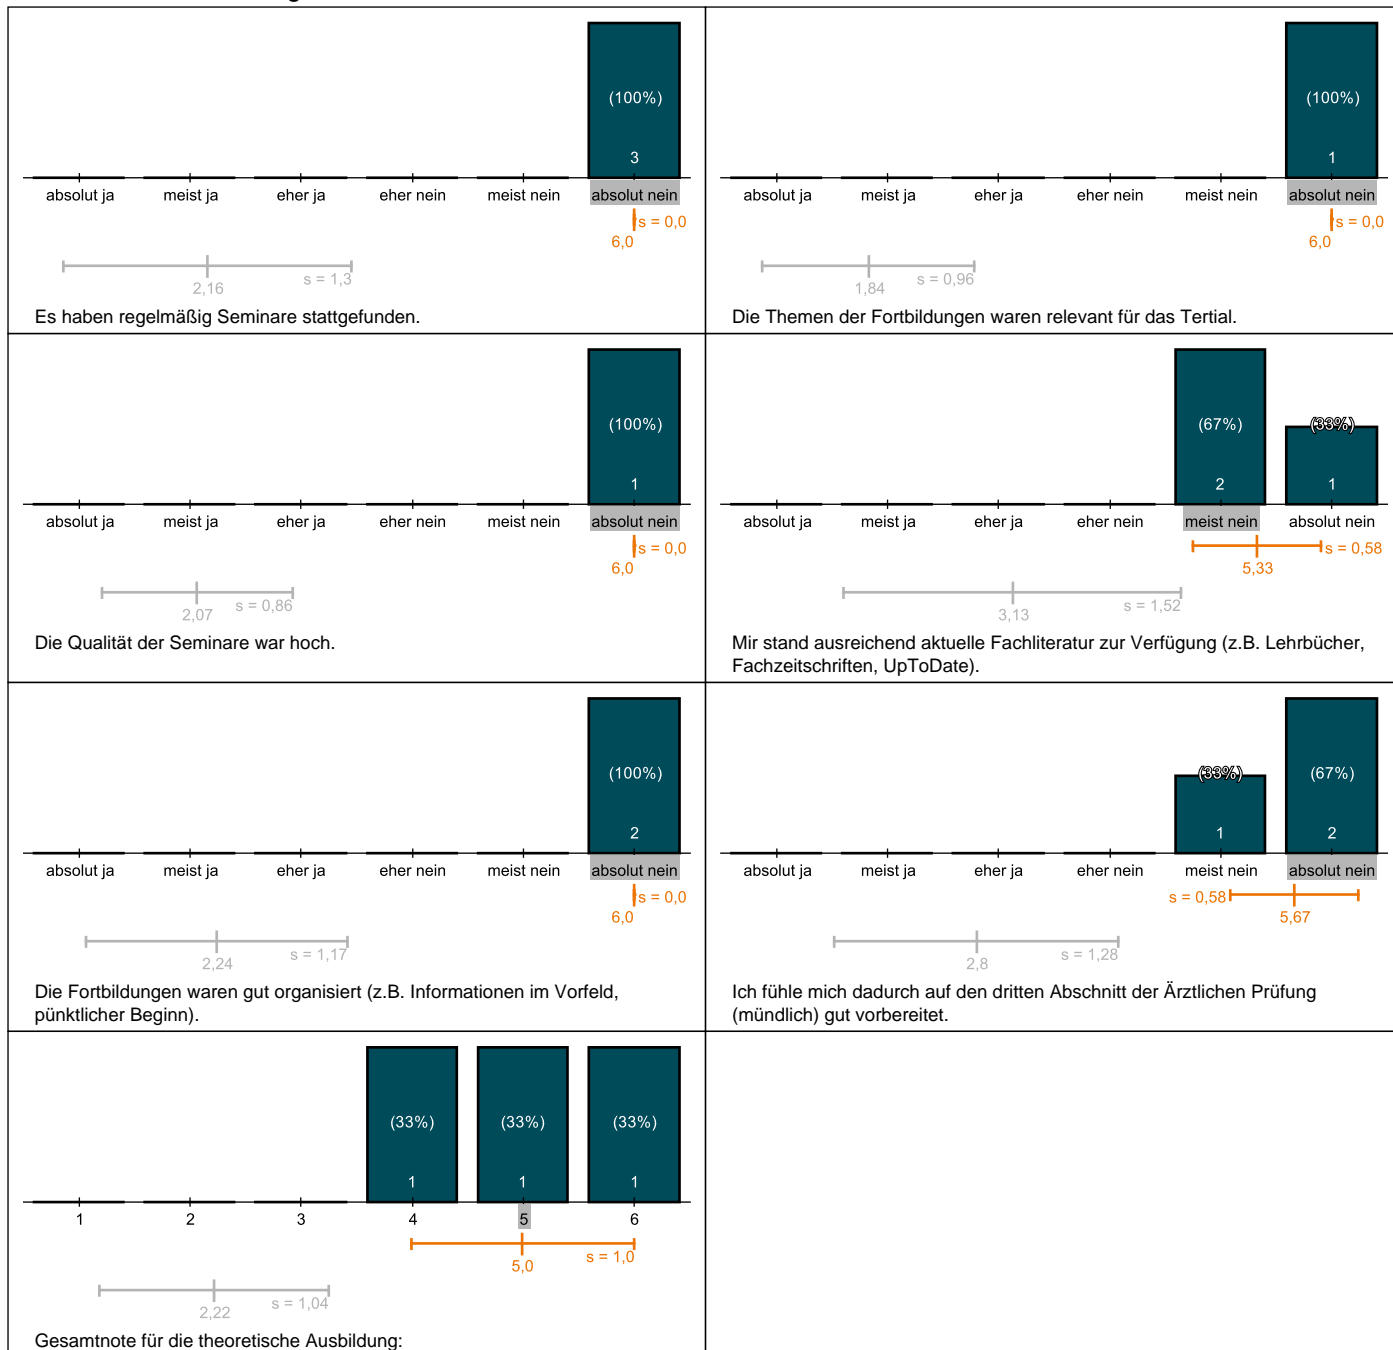 (100%)
3
absolut ja meist ja eher ja eher nein meist nein absolut nein
s = 0,0
6,0
s = 1,3
2,16
Es haben regelmäßig Seminare stattgefunden.
(100%)
1
absolut ja meist ja eher ja eher nein meist nein absolut nein
s = 0,0
6,0
s = 0,96
1,84
Die Themen der Fortbildungen waren relevant für das Tertial.
(100%)
1
absolut ja meist ja eher ja eher nein meist nein absolut nein
s = 0,0
6,0
s = 0,86
2,07
Die Qualität der Seminare war hoch.
(67%) (33%)
2 1
absolut ja meist ja eher ja eher nein meist nein absolut nein
s = 0,58
5,33
s = 1,52
3,13
Mir stand ausreichend aktuelle Fachliteratur zur Verfügung (z.B. Lehrbücher,
Fachzeitschriften, UpToDate).
(100%)
2
absolut ja meist ja eher ja eher nein meist nein absolut nein
s = 0,0
6,0
s = 1,17
2,24
Die Fortbildungen waren gut organisiert (z.B. Informationen im Vorfeld,
pünktlicher Beginn).
(33%) (67%)
1 2
absolut ja meist ja eher ja eher nein meist nein absolut nein
s = 0,58
5,67
s = 1,28
2,8
Ich fühle mich dadurch auf den dritten Abschnitt der Ärztlichen Prüfung
(mündlich) gut vorbereitet.
(33%) (33%) (33%)
1 1 1
1 2 3 4 5 6
s = 1,0
5,0
s = 1,04
2,22
Gesamtnote für die theoretische Ausbildung: